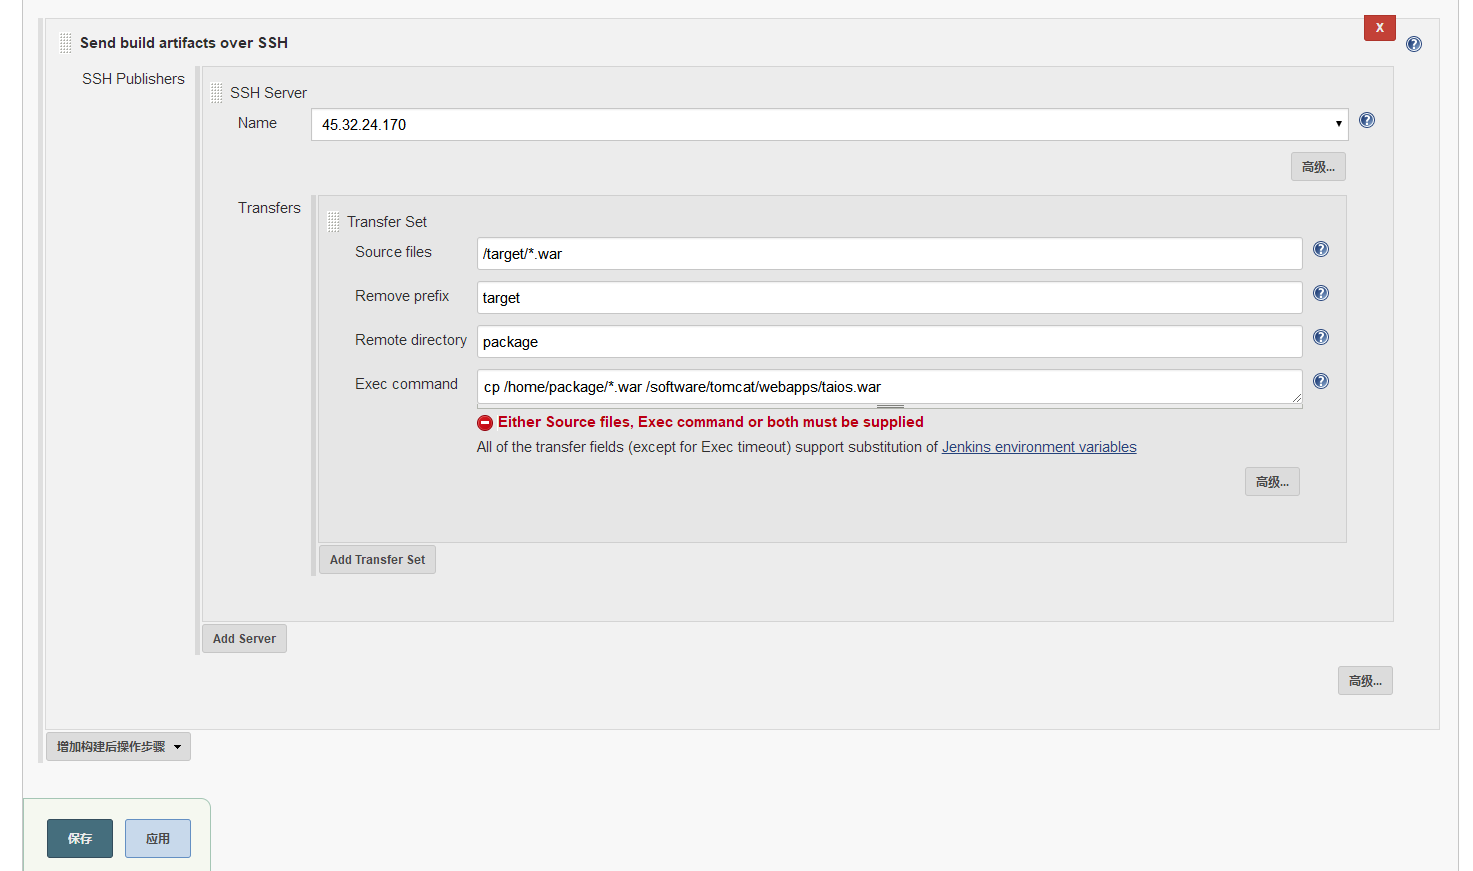 X
Send build artifacts over SSH
SSH Publishers
SSH Server
Name
45.32.24.170
高级...
Transfers
Transfer Set
Source files
/target/*.war
Remove prefix
target
Remote directory
package
Exec command
cp /home/package/*.war /software/tomcat/webapps/taios.war
Either Source files, Exec command or both must be supplied
All of the transfer fields (except for Exec timeout) support substitution of Jenkins environment variables
高级...
Add Transfer Set
Add Server
高级...
增加构建后操作步骤
保存
应用